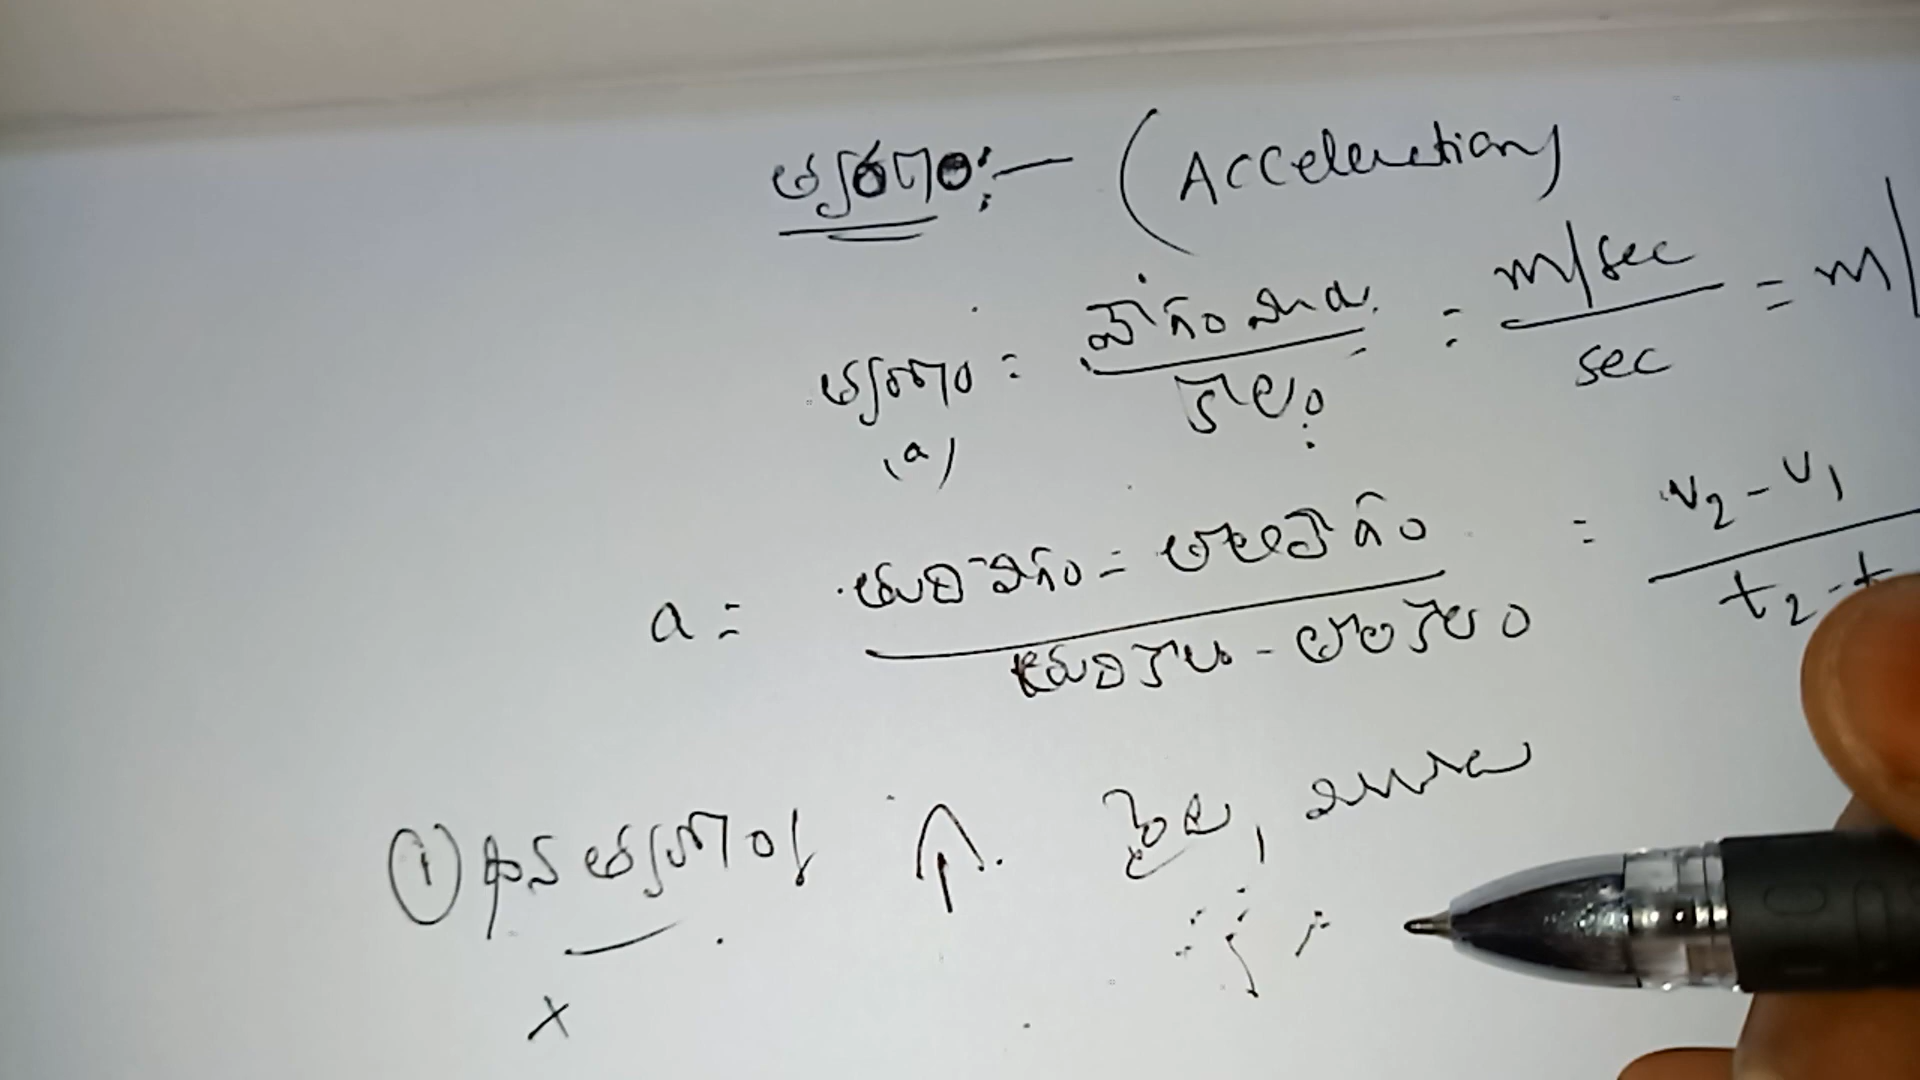 త్వరణం:- (Acceleration)
త్వరణం = వేగం మార్పు / కాలం = m/sec / sec = m/
(a)
a = తుదివేగం - తొలివేగం / తుదికాలం - తొలికాలం = v₂ - v₁ / t₂ - t
① ధన త్వరణం